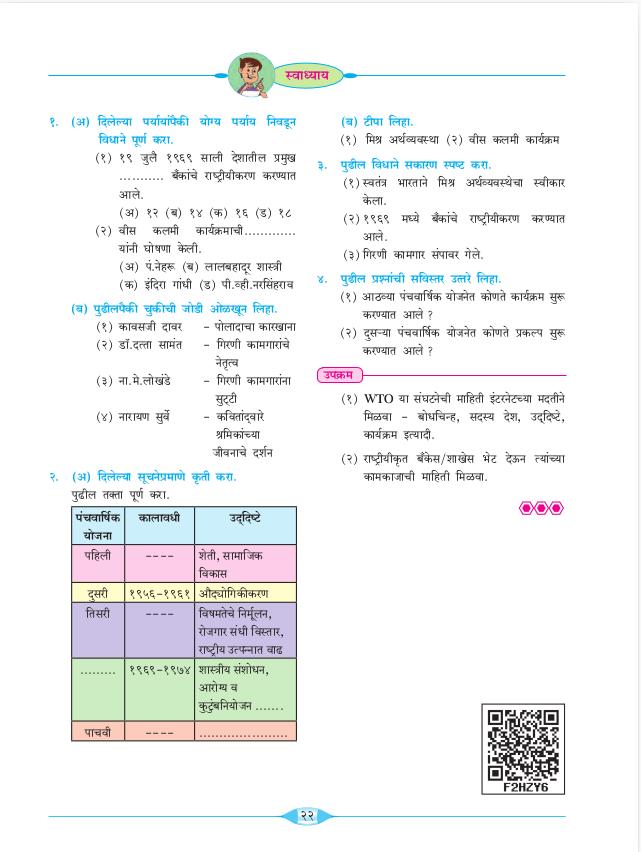 स्वाध्याय
१. (अ) दिलेल्या पर्यायांपैकी योग्य पर्याय निवडून
विधाने पूर्ण करा.
(१) १९ जुलै १९६९ साली देशातील प्रमुख
........... बँकांचे राष्ट्रीयीकरण करण्यात
आले.
(अ) १२ (ब) १४ (क) १६ (ड) १८
(२) वीस कलमी कार्यक्रमाची.............
यांनी घोषणा केली.
(अ) पं.नेहरू (ब) लालबहादूर शास्त्री
(क) इंदिरा गांधी (ड) पी.व्ही.नरसिंहराव
(ब) पुढीलपैकी चुकीची जोडी ओळखून लिहा.
(१) कावसजी दावर – पोलादाचा कारखाना
(२) डॉ.दत्ता सामंत – गिरणी कामगारांचे
नेतृत्व
(३) ना.मे.लोखंडे – गिरणी कामगारांना
सुट्टी
(४) नारायण सुर्वे – कवितांद्वारे
श्रमिकांच्या
जीवनाचे दर्शन
२. (अ) दिलेल्या सूचनेप्रमाणे कृती करा.
पुढील तक्ता पूर्ण करा.
पंचवार्षिक योजना कालावधी उद्दिष्टे
पहिली ---- शेती, सामाजिक
विकास
दुसरी १९५६–१९६१ औद्योगिकीकरण
तिसरी ---- विषमतेचे निर्मूलन,
रोजगार संधी विस्तार,
राष्ट्रीय उत्पन्नात वाढ
......... १९६९–१९७४ शास्त्रीय संशोधन,
आरोग्य व
कुटुंबनियोजन .......
पाचवी ---- ......................
(ब) टीपा लिहा.
(१) मिश्र अर्थव्यवस्था (२) वीस कलमी कार्यक्रम
३. पुढील विधाने सकारण स्पष्ट करा.
(१) स्वतंत्र भारताने मिश्र अर्थव्यवस्थेचा स्वीकार
केला.
(२) १९६९ मध्ये बँकांचे राष्ट्रीयीकरण करण्यात
आले.
(३) गिरणी कामगार संपावर गेले.
४. पुढील प्रश्नांची सविस्तर उत्तरे लिहा.
(१) आठव्या पंचवार्षिक योजनेत कोणते कार्यक्रम सुरू
करण्यात आले ?
(२) दुसऱ्या पंचवार्षिक योजनेत कोणते प्रकल्प सुरू
करण्यात आले ?
उपक्रम
(१) WTO या संघटनेची माहिती इंटरनेटच्या मदतीने
मिळवा – बोधचिन्ह, सदस्य देश, उद्दिष्टे,
कार्यक्रम इत्यादी.
(२) राष्ट्रीयीकृत बँकेस/शाखेस भेट देऊन त्यांच्या
कामकाजाची माहिती मिळवा.
F2HZY6
२२